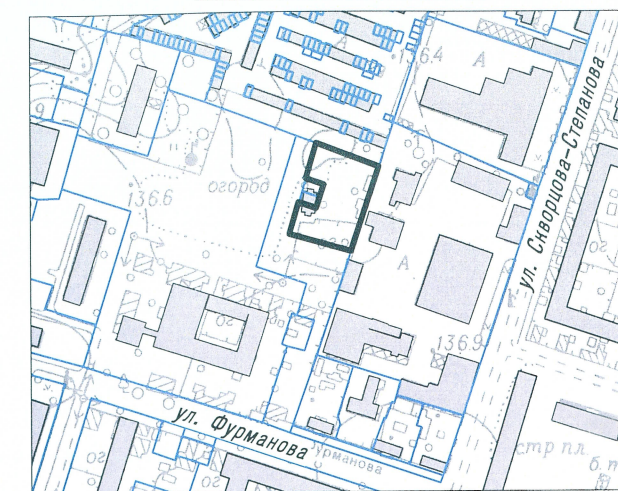 136.4
А
ул. Скворцова-Степанова
огород
136.6
А
136.9
ул. Фурманова
Фурманова
стр пл.